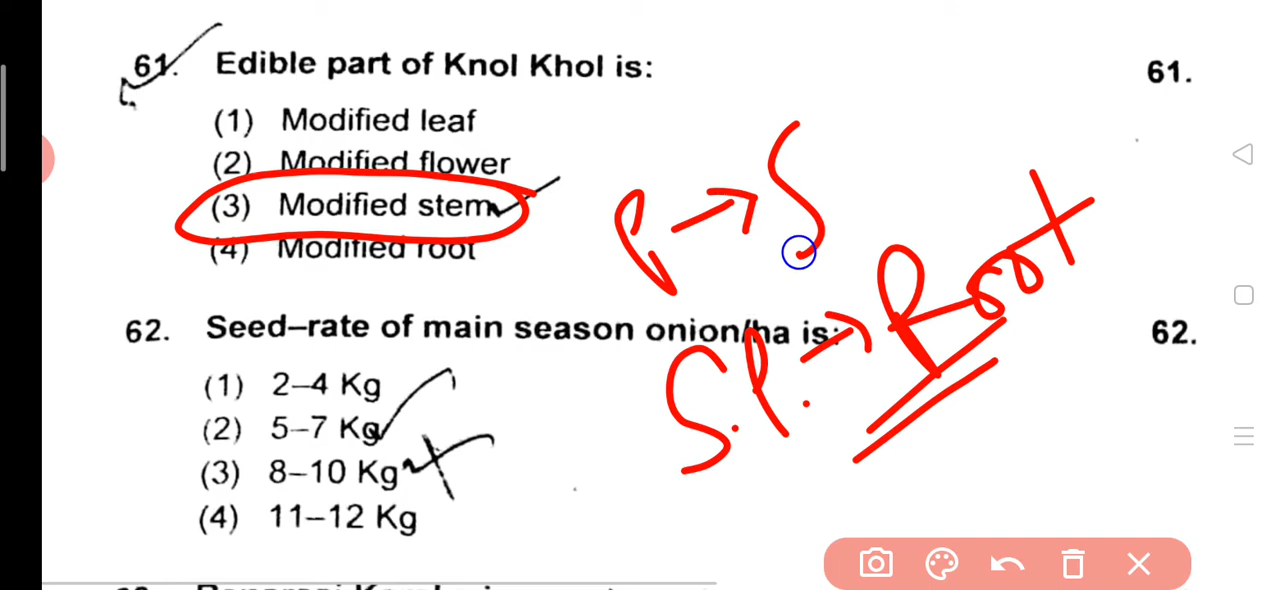 61. Edible part of Knol Khol is: 61.
(1) Modified leaf
(2) Modified flower
(3) Modified stem
(4) Modified root
P → S
S.P. → Root
62. Seed–rate of main season onion/ha is: 62.
(1) 2–4 Kg
(2) 5–7 Kg
(3) 8–10 Kg
(4) 11–12 Kg